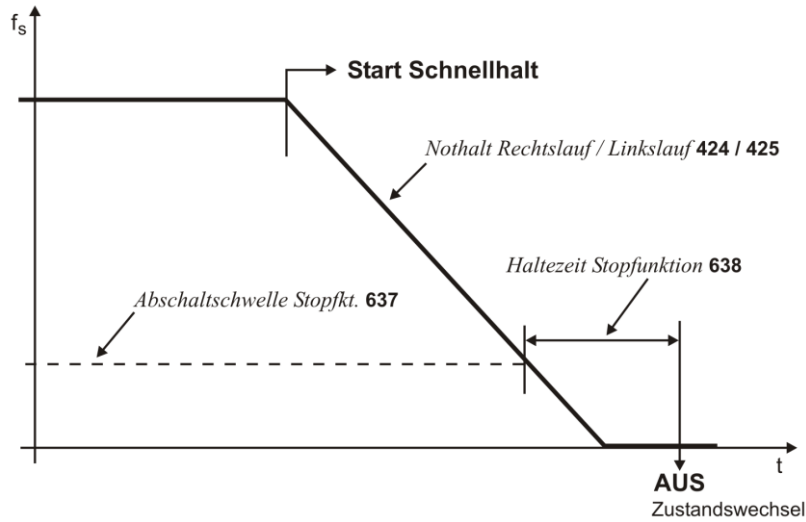 fs
Start Schnellhalt
Nothalt Rechtslauf / Linkslauf 424 / 425
Haltezeit Stopfunktion 638
Abschaltschwelle Stopfkt. 637
t
AUS
Zustandswechsel